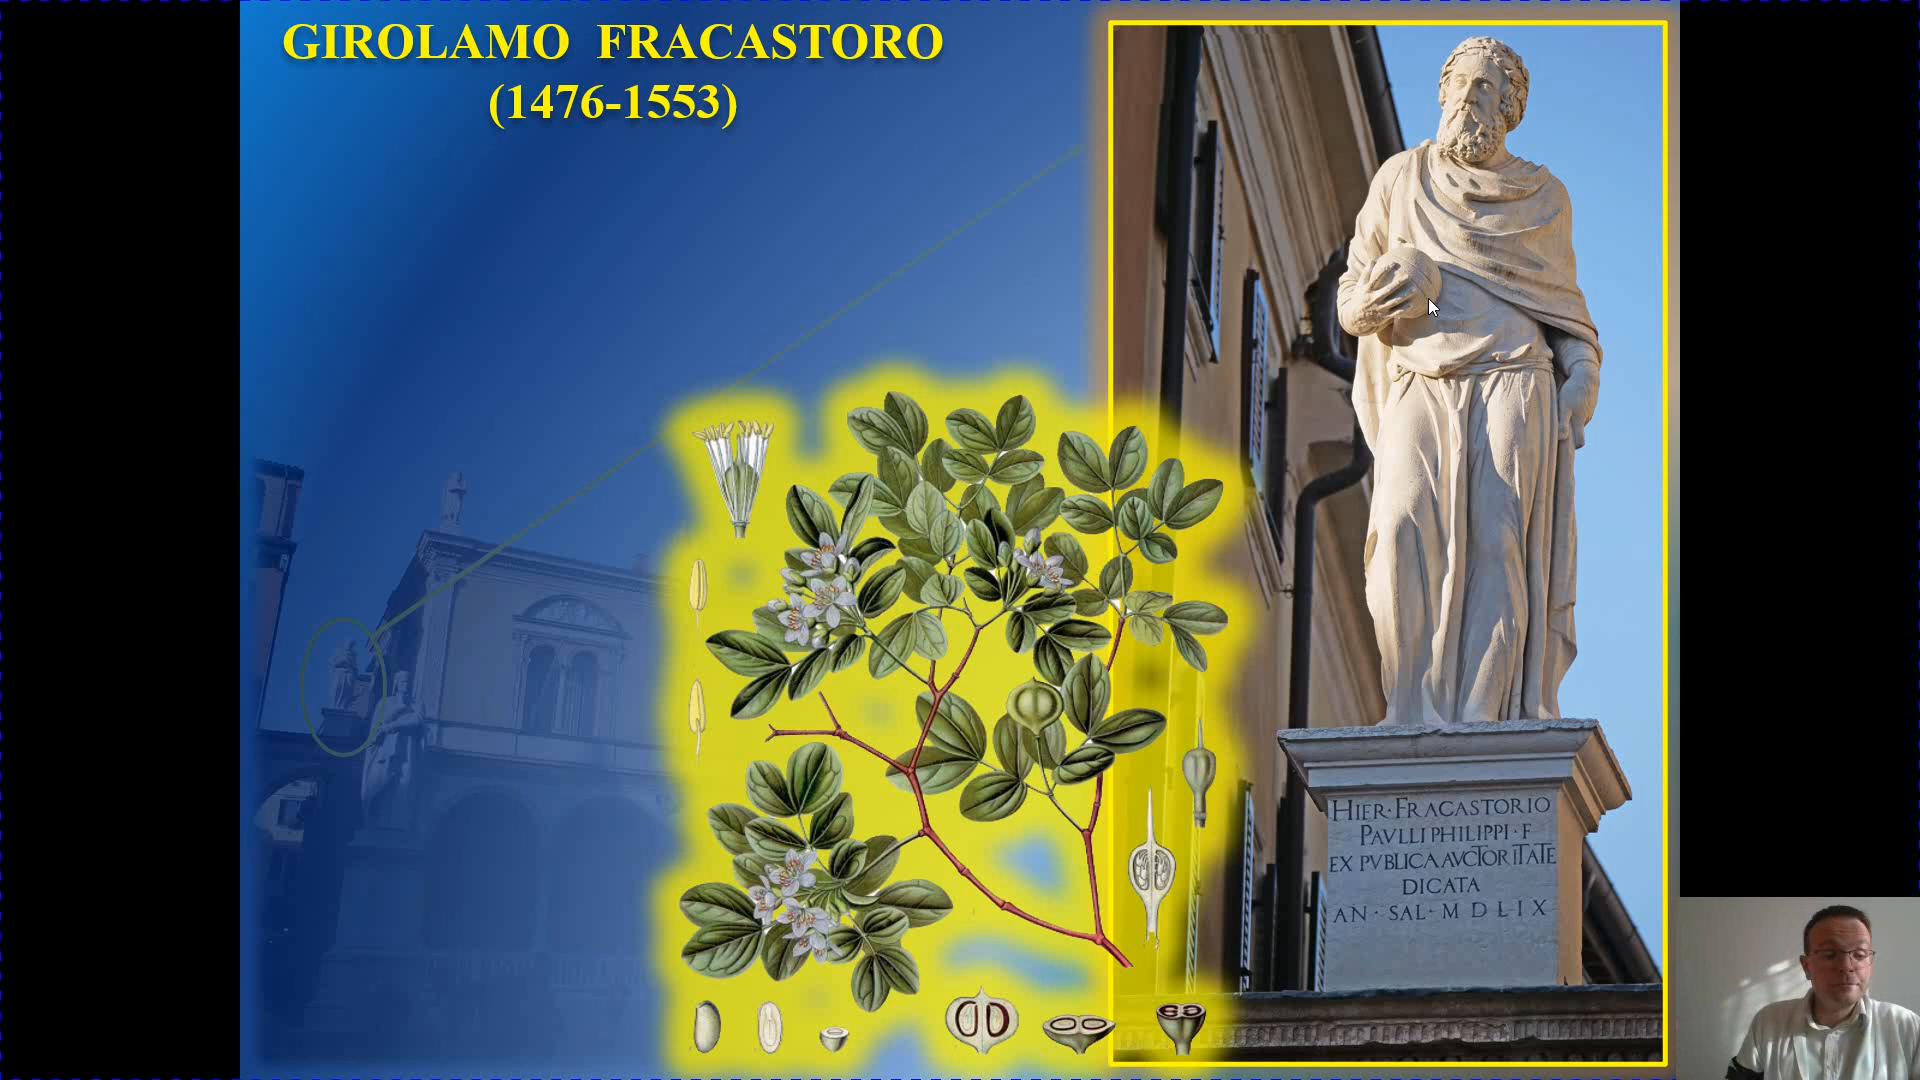 GIROLAMO FRACASTORO
(1476-1553)
HIER·FRACASTORIO
PAVLLI PHILIPPI·F
EX PVBLICA AVCTORITATE
DICATA
AN·SAL·MDLIX